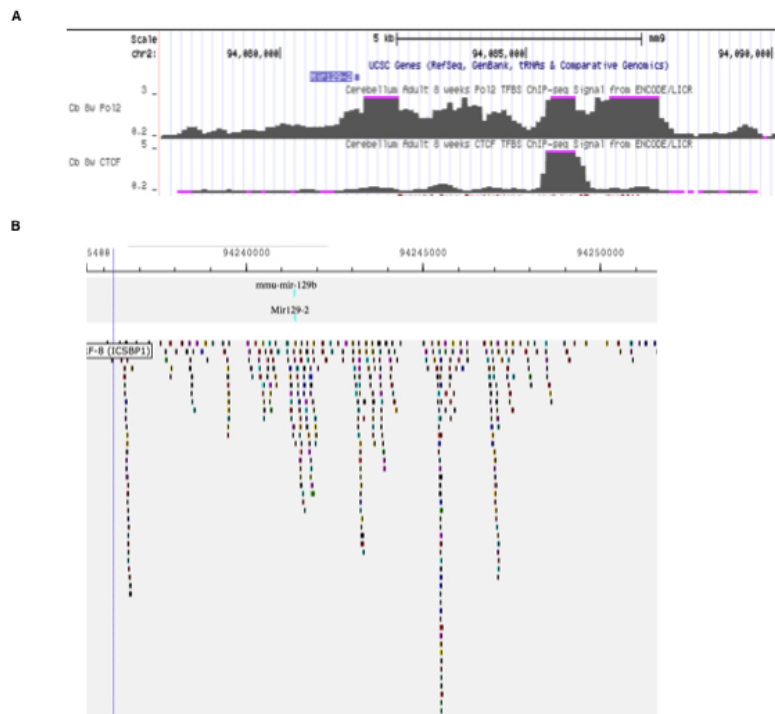 A
Scale
5 kb
mm9
chr2:
94,080,000
94,085,000
94,090,000
UCSC Genes (RefSeq, GenBank, tRNAs & Comparative Genomics)
Mir129-2
3 _
Cerebellum Adult 8 weeks Pol2 TFBS ChIP-seq Signal from ENCODE/LICR
Cb 8w Pol2
0.2 _
5 _
Cerebellum Adult 8 weeks CTCF TFBS ChIP-seq Signal from ENCODE/LICR
Cb 8w CTCF
0.2 _
B
94240000
94245000
94250000
mmu-mir-129b
Mir129-2
RF-8 (ICSBP1)